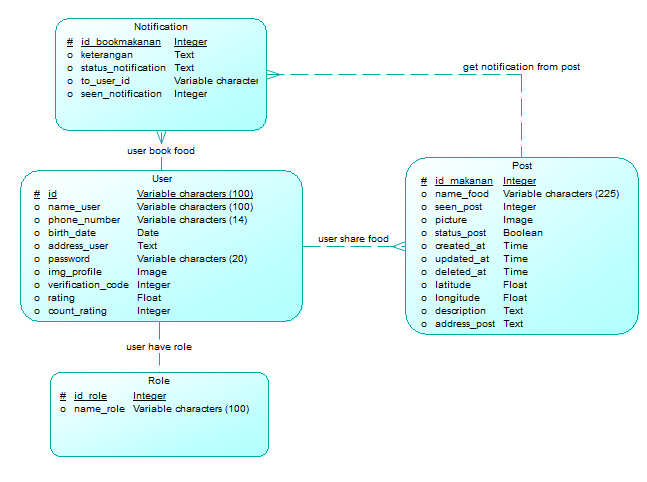 Notification
# id_bookmakanan Integer
o keterangan Text
o status_notification Text
o to_user_id Variable character
o seen_notification Integer
get notification from post
user book food
User
# id Variable characters (100)
o name_user Variable characters (100)
o phone_number Variable characters (14)
o birth_date Date
o address_user Text
o password Variable characters (20)
o img_profile Image
o verification_code Integer
o rating Float
o count_rating Integer
user share food
Post
# id_makanan Integer
o name_food Variable characters (225)
o seen_post Integer
o picture Image
o status_post Boolean
o created_at Time
o updated_at Time
o deleted_at Time
o latitude Float
o longitude Float
o description Text
o address_post Text
user have role
Role
# id_role Integer
o name_role Variable characters (100)